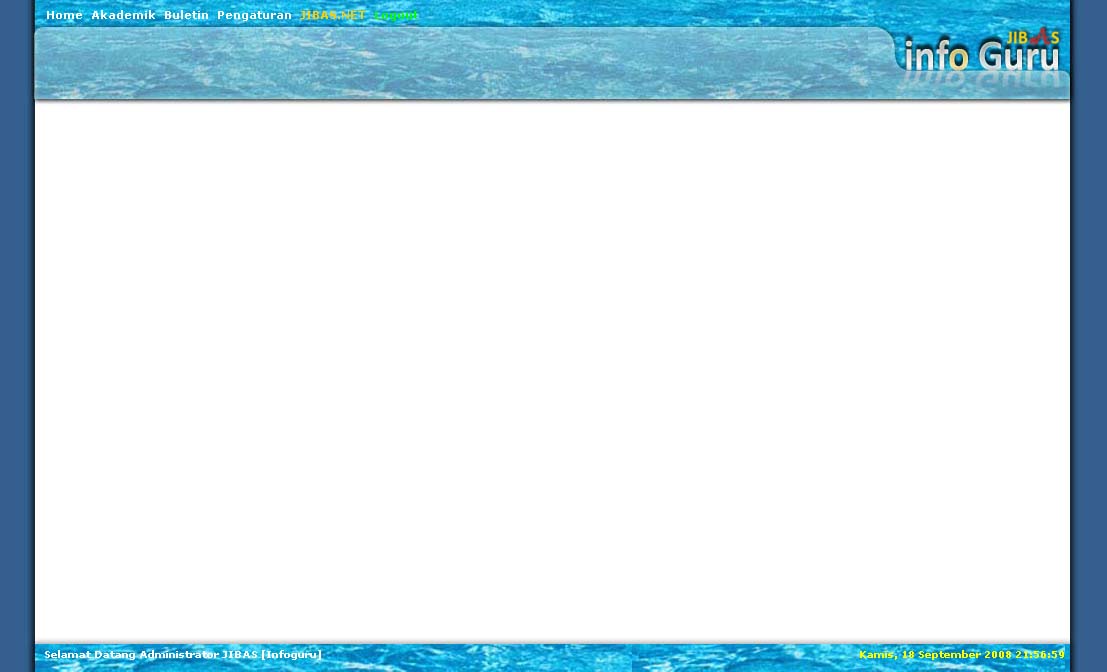 Home Akademik Buletin Pengaturan JIBAS.NET Logout
JIBAS
info Guru
Selamat Datang Administrator JIBAS [Infoguru]
Kamis, 18 September 2008 21:56:59